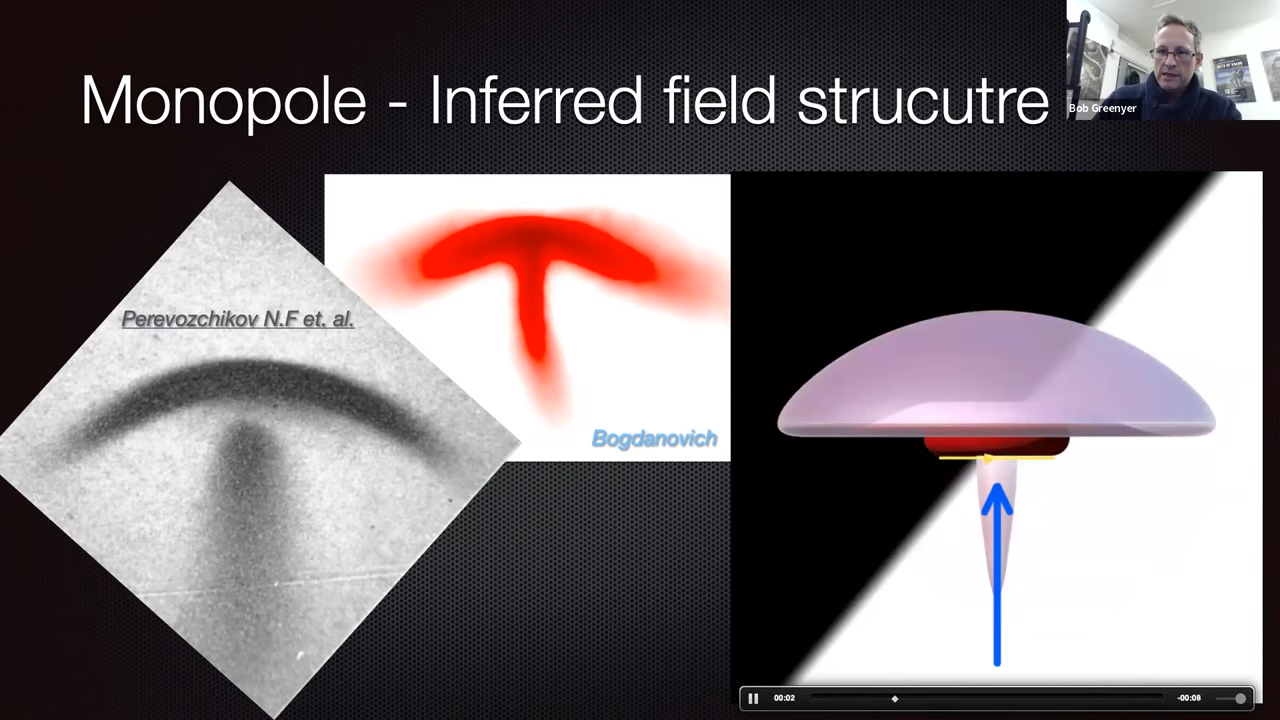 Monopole - Inferred field strucutre
Bob Greenyer
Perevozchikov N.F et. al.
Bogdanovich
00:02
-00:08